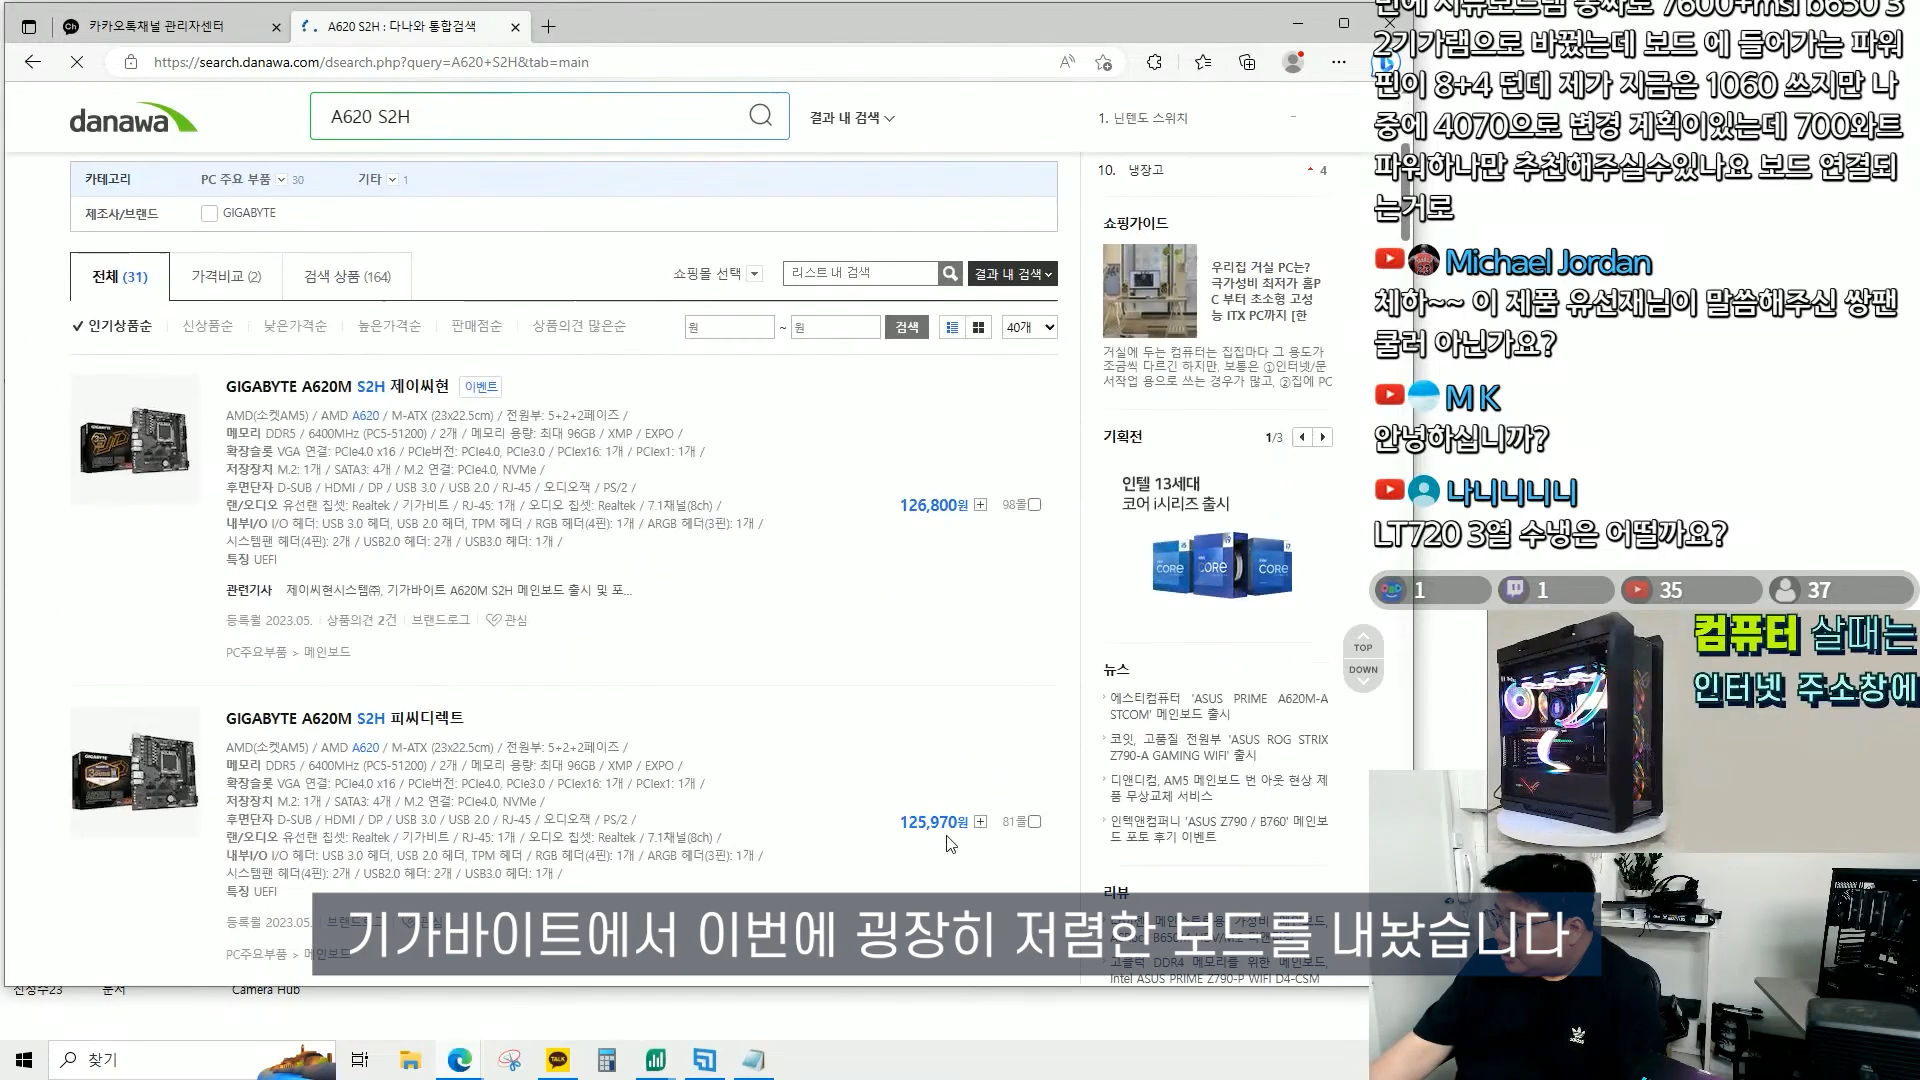 카카오톡채널 관리자센터
A620 S2H : 다나와 통합검색
https://search.danawa.com/dsearch.php?query=A620+S2H&tab=main
danawa
A620 S2H
결과 내 검색
1. 닌텐도 스위치
카테고리
PC 주요 부품 30
기타 1
제조사/브랜드
GIGABYTE
전체 (31)
가격비교 (2)
검색 상품 (164)
쇼핑몰 선택
리스트 내 검색
결과 내 검색
✓ 인기상품순
신상품순
낮은가격순
높은가격순
판매점순
상품의견 많은순
원 ~ 원
검색
40개
GIGABYTE A620M S2H 제이씨현
이벤트
AMD(소켓AM5) / AMD A620 / M-ATX (23x22.5cm) / 전원부: 5+2+2페이즈 /
메모리 DDR5 / 6400MHz (PC5-51200) / 2개 / 메모리 용량: 최대 96GB / XMP / EXPO /
확장슬롯 VGA 연결: PCIe4.0 x16 / PCIe버전: PCIe4.0, PCIe3.0 / PCIex16: 1개 / PCIex1: 1개 /
저장장치 M.2: 1개 / SATA3: 4개 / M.2 연결: PCIe4.0, NVMe /
후면단자 D-SUB / HDMI / DP / USB 3.0 / USB 2.0 / RJ-45 / 오디오잭 / PS/2 /
랜/오디오 유선랜 칩셋: Realtek / 기가비트 / RJ-45: 1개 / 오디오 칩셋: Realtek / 7.1채널(8ch) /
내부I/O I/O 헤더: USB 3.0 헤더, USB 2.0 헤더, TPM 헤더 / RGB 헤더(4핀): 1개 / ARGB 헤더(3핀): 1개 /
시스템팬 헤더(4핀): 2개 / USB2.0 헤더: 2개 / USB3.0 헤더: 1개 /
특징 UEFI
126,800원
98몰
관련기사 제이씨현시스템㈜, 기가바이트 A620M S2H 메인보드 출시 및 포...
등록월 2023.05. 상품의견 2건 브랜드로그 관심
PC주요부품 > 메인보드
GIGABYTE A620M S2H 피씨디렉트
AMD(소켓AM5) / AMD A620 / M-ATX (23x22.5cm) / 전원부: 5+2+2페이즈 /
메모리 DDR5 / 6400MHz (PC5-51200) / 2개 / 메모리 용량: 최대 96GB / XMP / EXPO /
확장슬롯 VGA 연결: PCIe4.0 x16 / PCIe버전: PCIe4.0, PCIe3.0 / PCIex16: 1개 / PCIex1: 1개 /
저장장치 M.2: 1개 / SATA3: 4개 / M.2 연결: PCIe4.0, NVMe /
후면단자 D-SUB / HDMI / DP / USB 3.0 / USB 2.0 / RJ-45 / 오디오잭 / PS/2 /
랜/오디오 유선랜 칩셋: Realtek / 기가비트 / RJ-45: 1개 / 오디오 칩셋: Realtek / 7.1채널(8ch) /
내부I/O I/O 헤더: USB 3.0 헤더, USB 2.0 헤더, TPM 헤더 / RGB 헤더(4핀): 1개 / ARGB 헤더(3핀): 1개 /
시스템팬 헤더(4핀): 2개 / USB2.0 헤더: 2개 / USB3.0 헤더: 1개 /
특징 UEFI
125,970원
81몰
등록월 2023.05.
PC주요부품 > 메인보드
10. 냉장고
4
쇼핑가이드
우리집 거실 PC는?
극가성비 최저가 홈P
C 부터 초소형 고성
능 ITX PC까지 [한
거실에 두는 컴퓨터는 집집마다 그 용도가
조금씩 다르긴 하지만, 보통은 ①인터넷/문
서작업 용으로 쓰는 경우가 많고, ②집에 PC
기획전
1/3
인텔 13세대
코어 i시리즈 출시
CORE
CORE
CORE
TOP
DOWN
뉴스
에스티컴퓨터 'ASUS PRIME A620M-A
STCOM' 메인보드 출시
코잇, 고품질 전원부 'ASUS ROG STRIX
Z790-A GAMING WIFI' 출시
디앤디컴, AM5 메인보드 번 아웃 현상 제
품 무상교체 서비스
인텍앤컴퍼니 'ASUS Z790 / B760' 메인보
드 포토 후기 이벤트
리뷰
Intel ASUS PRIME Z790-P WIFI D4-CSM
기가바이트에서 이번에 굉장히 저렴한 보드를 내놨습니다
Camera Hub
찾기
TALK
2기가램으로 바꿨는데 보드 에 들어가는 파워
핀이 8+4 던데 제가 지금은 1060 쓰지만 나
중에 4070으로 변경 계획이있는데 700와트
파워하나만 추천해주실수있나요 보드 연결되
는거로
Michael Jordan
체하~~ 이 제품 유선재님이 말씀해주신 쌍팬
쿨러 아닌가요?
M K
안녕하십니까?
나니니니니
LT720 3열 수냉은 어떨까요?
1
1
35
37
컴퓨터 살때는
인터넷 주소창에